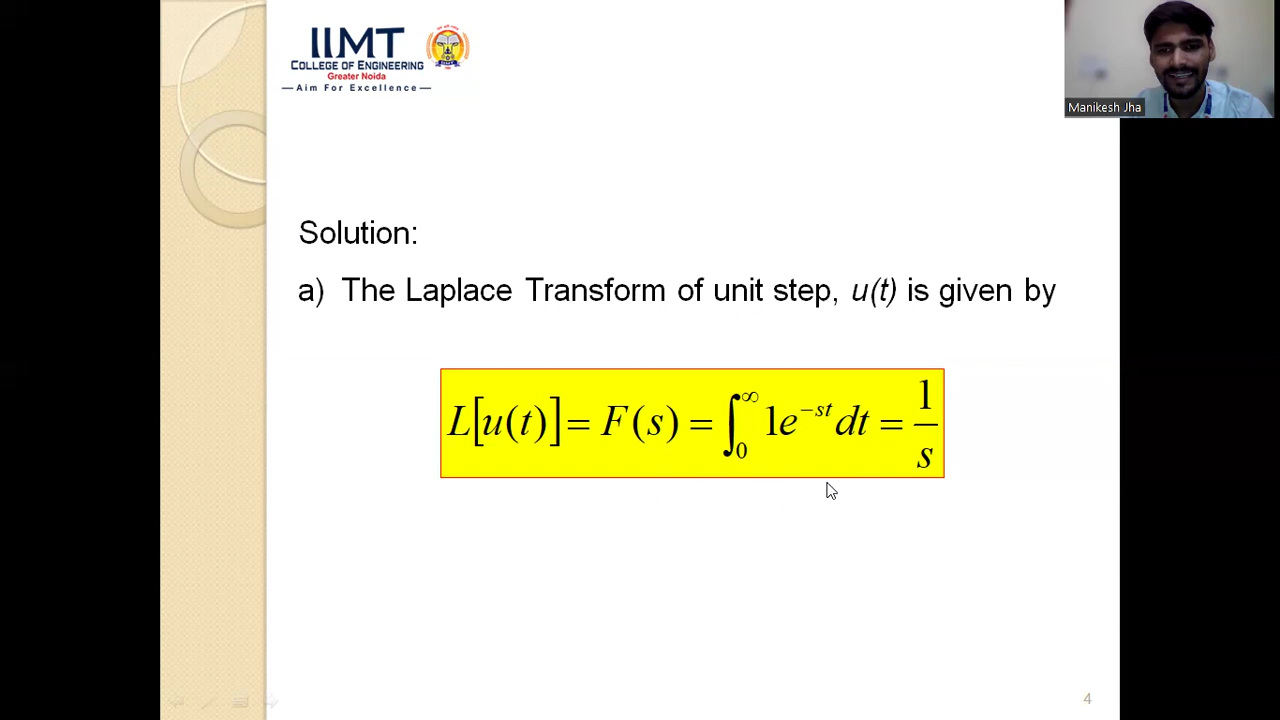 IIMT
COLLEGE OF ENGINEERING
Greater Noida
—Aim For Excellence—
Manikesh Jha
Solution:
a) The Laplace Transform of unit step, u(t) is given by
L[u(t)] = F(s) = ∫₀^∞ 1e^{-st} dt = 1/s
4